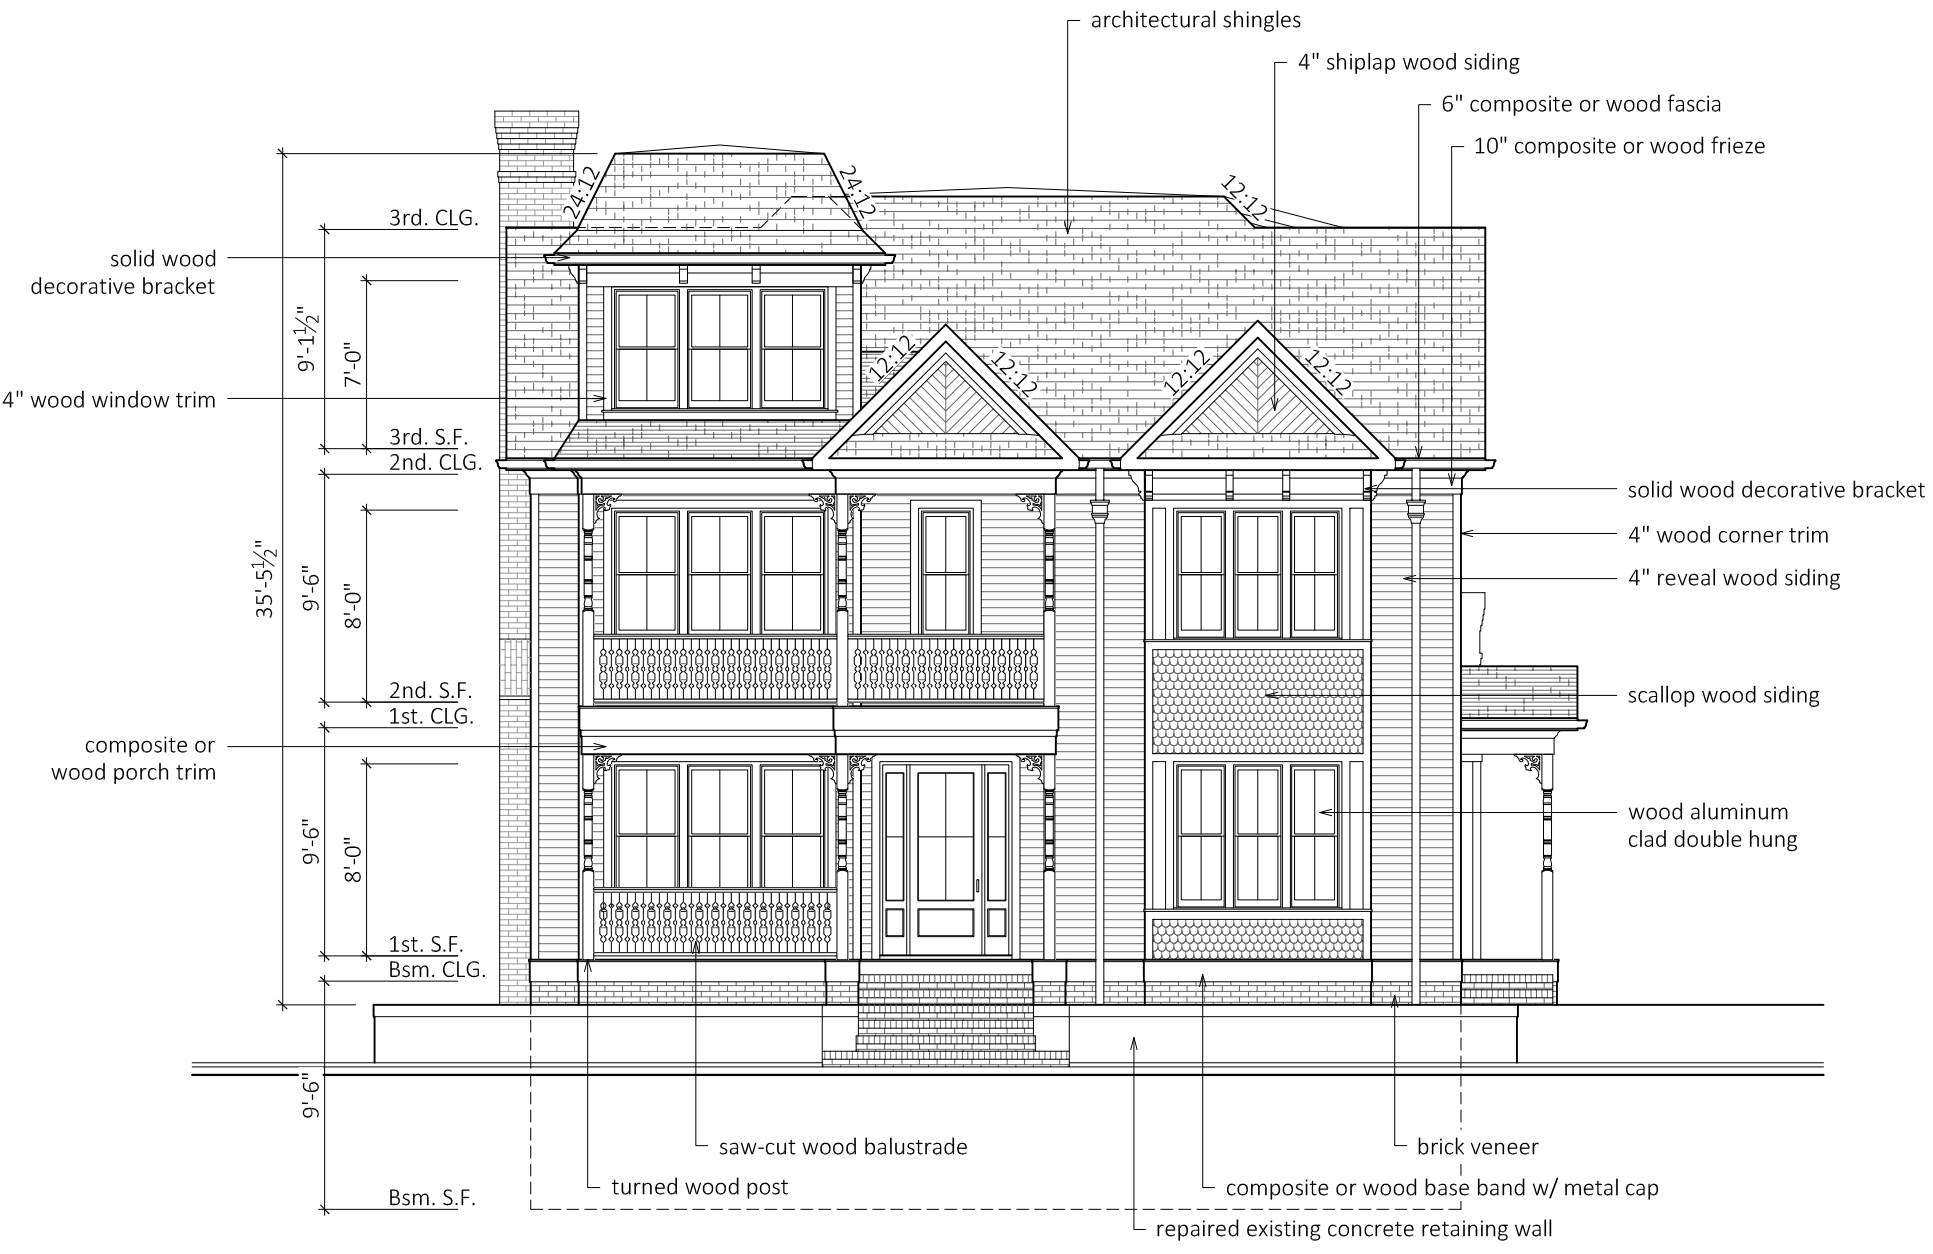 architectural shingles
4" shiplap wood siding
6" composite or wood fascia
10" composite or wood frieze
24:12
24:12
12:12
3rd. CLG.
solid wood
decorative bracket
9'-1½"
7'-0"
12:12
12:12
12:12
12:12
4" wood window trim
3rd. S.F.
2nd. CLG.
solid wood decorative bracket
4" wood corner trim
35'-5½"
9'-6"
8'-0"
4" reveal wood siding
2nd. S.F.
scallop wood siding
1st. CLG.
composite or
wood porch trim
9'-6"
8'-0"
wood aluminum
clad double hung
1st. S.F.
Bsm. CLG.
9'-6"
saw-cut wood balustrade
brick veneer
turned wood post
composite or wood base band w/ metal cap
Bsm. S.F.
repaired existing concrete retaining wall